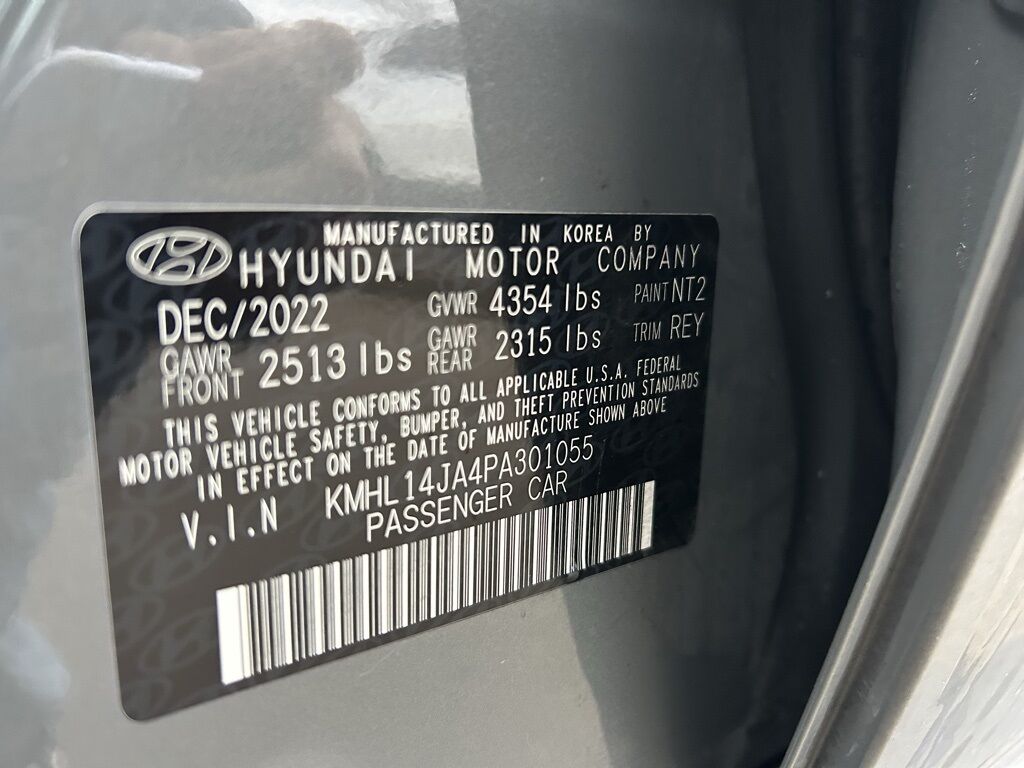 MANUFACTURED IN KOREA BY
HYUNDAI MOTOR COMPANY
DEC/2022 GVWR 4354 lbs PAINT NT2
GAWR FRONT 2513 lbs GAWR REAR 2315 lbs TRIM REY
THIS VEHICLE CONFORMS TO ALL APPLICABLE U.S.A. FEDERAL
MOTOR VEHICLE SAFETY, BUMPER, AND THEFT PREVENTION STANDARDS
IN EFFECT ON THE DATE OF MANUFACTURE SHOWN ABOVE
V.I.N KMHL14JA4PA301055
PASSENGER CAR